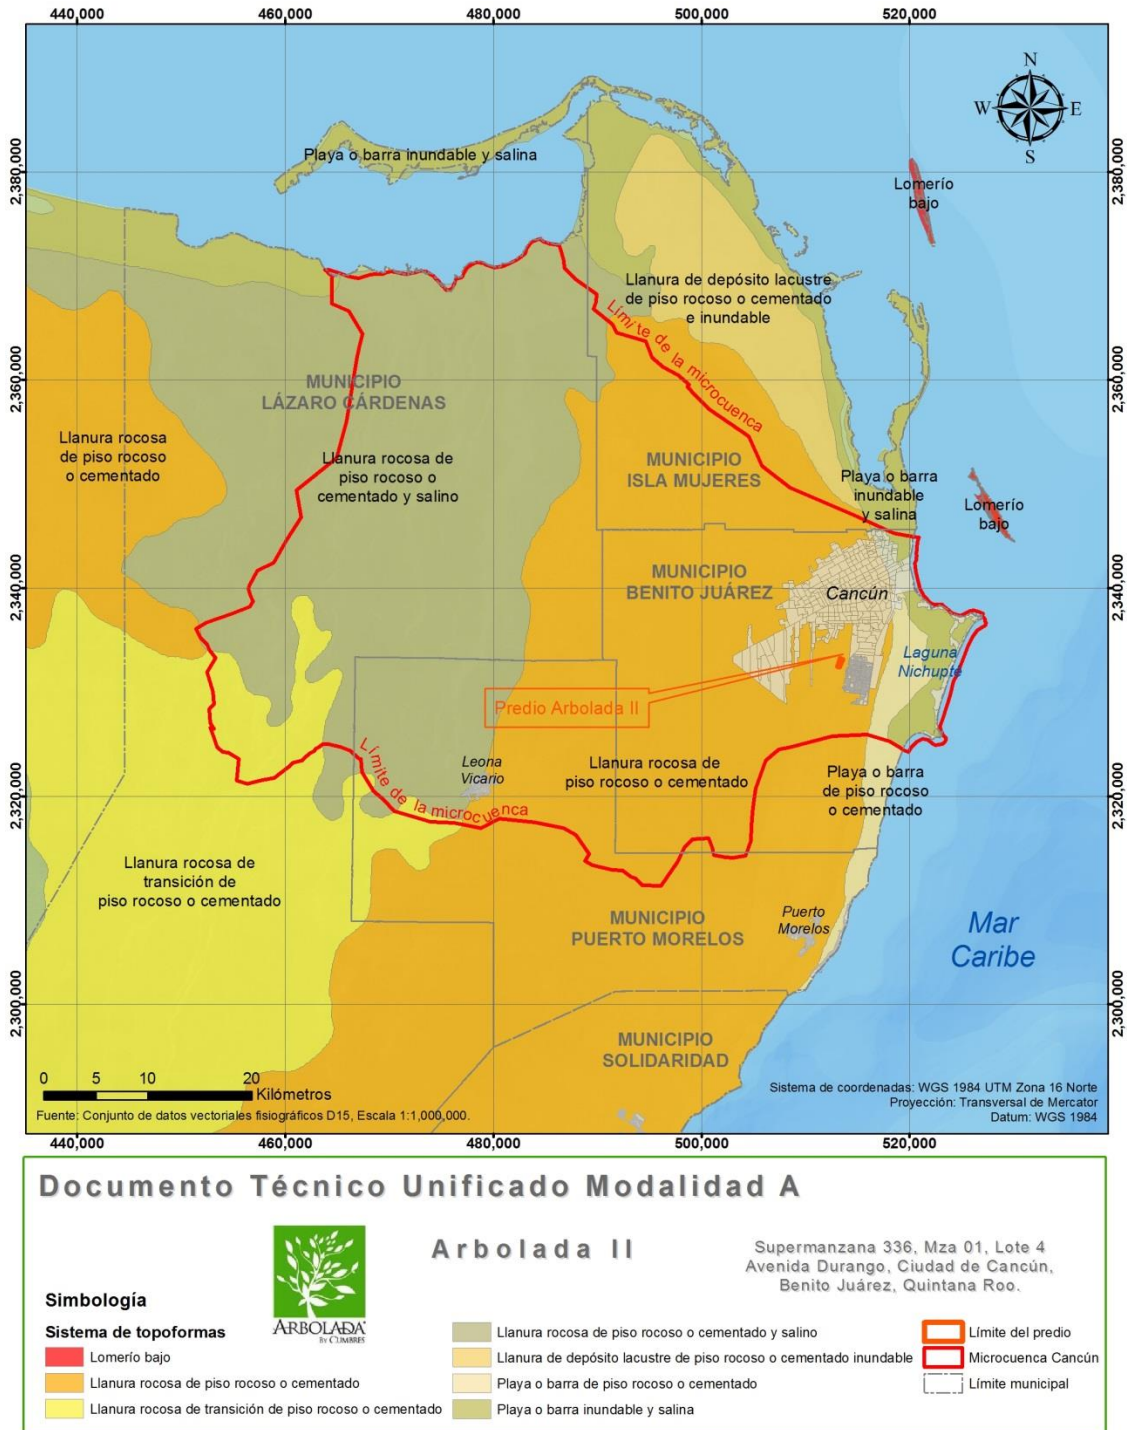 440,000
460,000
480,000
500,000
520,000
N
W
E
S
2,380,000
2,380,000
Playa o barra inundable y salina
Lomerío
bajo
Llanura de depósito lacustre
de piso rocoso o cementado
e inundable
Límite de la microcuenca
2,360,000
2,360,000
MUNICIPIO
LÁZARO CÁRDENAS
Llanura rocosa
de piso rocoso
o cementado
Llanura rocosa de
piso rocoso o
cementado y salino
MUNICIPIO
ISLA MUJERES
Playa o barra
inundable
y salina
Lomerío
bajo
2,340,000
2,340,000
MUNICIPIO
BENITO JUÁREZ
Cancún
Laguna
Nichupté
Predio Arbolada II
Límite de la microcuenca
Leona
Vicario
Llanura rocosa de
piso rocoso o cementado
Playa o barra
de piso rocoso
o cementado
2,320,000
2,320,000
Llanura rocosa de
transición de
piso rocoso o cementado
MUNICIPIO
PUERTO MORELOS
Puerto
Morelos
Mar
Caribe
2,300,000
2,300,000
MUNICIPIO
SOLIDARIDAD
0 5 10 20
Kilómetros
Fuente: Conjunto de datos vectoriales fisiográficos D15, Escala 1:1,000,000.
Sistema de coordenadas: WGS 1984 UTM Zona 16 Norte
Proyección: Transversal de Mercator
Datum: WGS 1984
440,000
460,000
480,000
500,000
520,000
Documento Técnico Unificado Modalidad A
Arbolada II
Supermanzana 336, Mza 01, Lote 4
Avenida Durango, Ciudad de Cancún,
Benito Juárez, Quintana Roo.
ARBOLADA
BY CUMBRES
Simbología
Sistema de topoformas
Lomerío bajo
Llanura rocosa de piso rocoso o cementado
Llanura rocosa de transición de piso rocoso o cementado
Llanura rocosa de piso rocoso o cementado y salino
Llanura de depósito lacustre de piso rocoso o cementado inundable
Playa o barra de piso rocoso o cementado
Playa o barra inundable y salina
Límite del predio
Microcuenca Cancún
Límite municipal